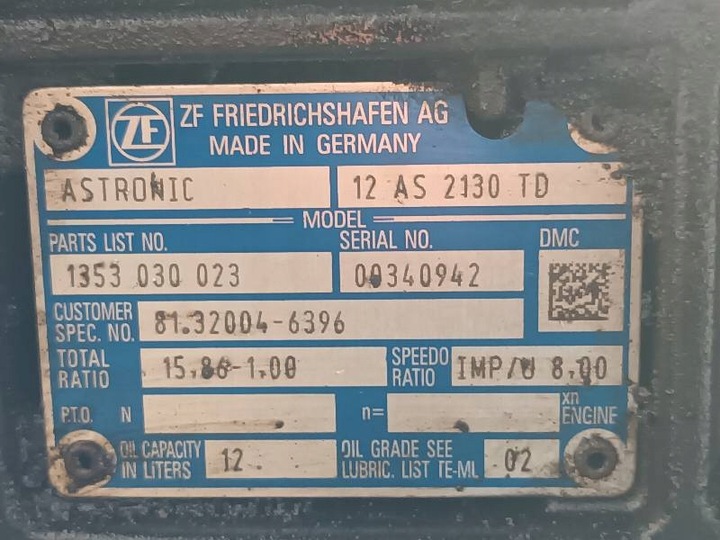 ZF
ZF FRIEDRICHSHAFEN AG
MADE IN GERMANY
ASTRONIC 12 AS 2130 TD
MODEL
PARTS LIST NO. SERIAL NO. DMC
1353 030 023 00340942
CUSTOMER SPEC. NO. 81.32004-6396
TOTAL RATIO 15.86-1.00 SPEEDO RATIO IMP/U 8.00
P.T.O. N n= xn ENGINE
OIL CAPACITY IN LITERS 12 OIL GRADE SEE LUBRIC. LIST TE-ML 02